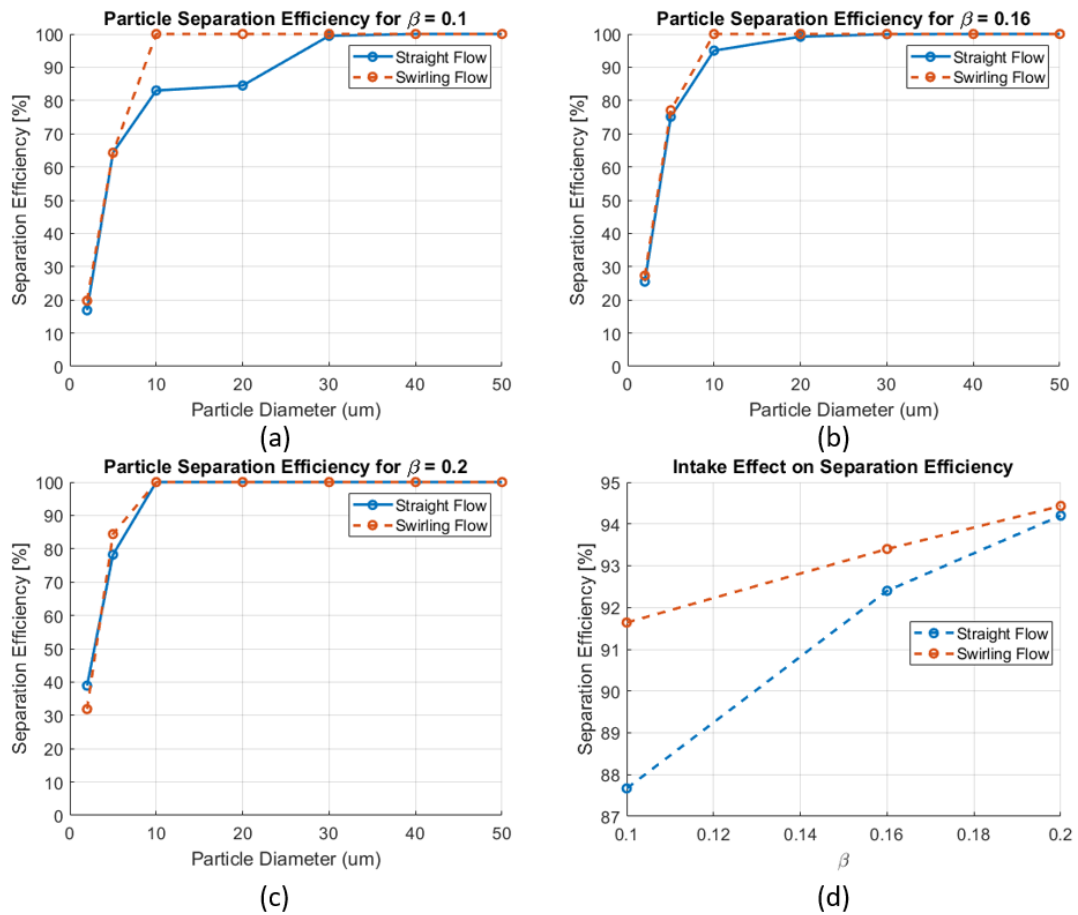 Particle Separation Efficiency for β = 0.1
100
90
80
70
60
50
40
30
20
10
0
Separation Efficiency [%]
Straight Flow
Swirling Flow
0 10 20 30 40 50
Particle Diameter (um)
(a)
Particle Separation Efficiency for β = 0.16
100
90
80
70
60
50
40
30
20
10
0
Separation Efficiency [%]
Straight Flow
Swirling Flow
0 10 20 30 40 50
Particle Diameter (um)
(b)
Particle Separation Efficiency for β = 0.2
100
90
80
70
60
50
40
30
20
10
0
Separation Efficiency [%]
Straight Flow
Swirling Flow
0 10 20 30 40 50
Particle Diameter (um)
(c)
Intake Effect on Separation Efficiency
95
94
93
92
91
90
89
88
87
Separation Efficiency [%]
Straight Flow
Swirling Flow
0.1 0.12 0.14 0.16 0.18 0.2
β
(d)